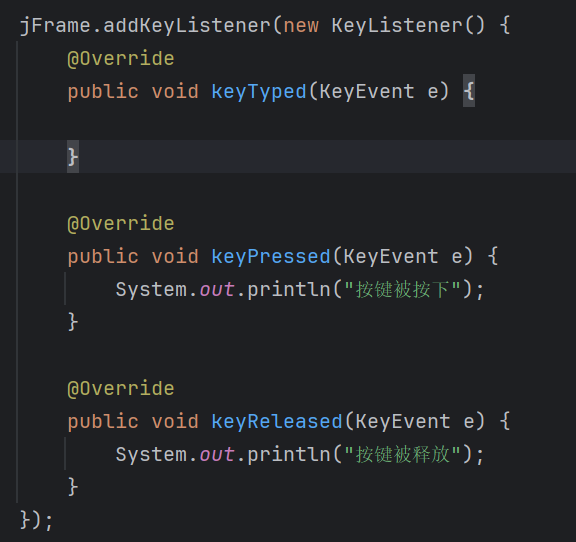 jFrame.addKeyListener(new KeyListener() {
@Override
public void keyTyped(KeyEvent e) {
}
@Override
public void keyPressed(KeyEvent e) {
System.out.println("按键被按下");
}
@Override
public void keyReleased(KeyEvent e) {
System.out.println("按键被释放");
}
});